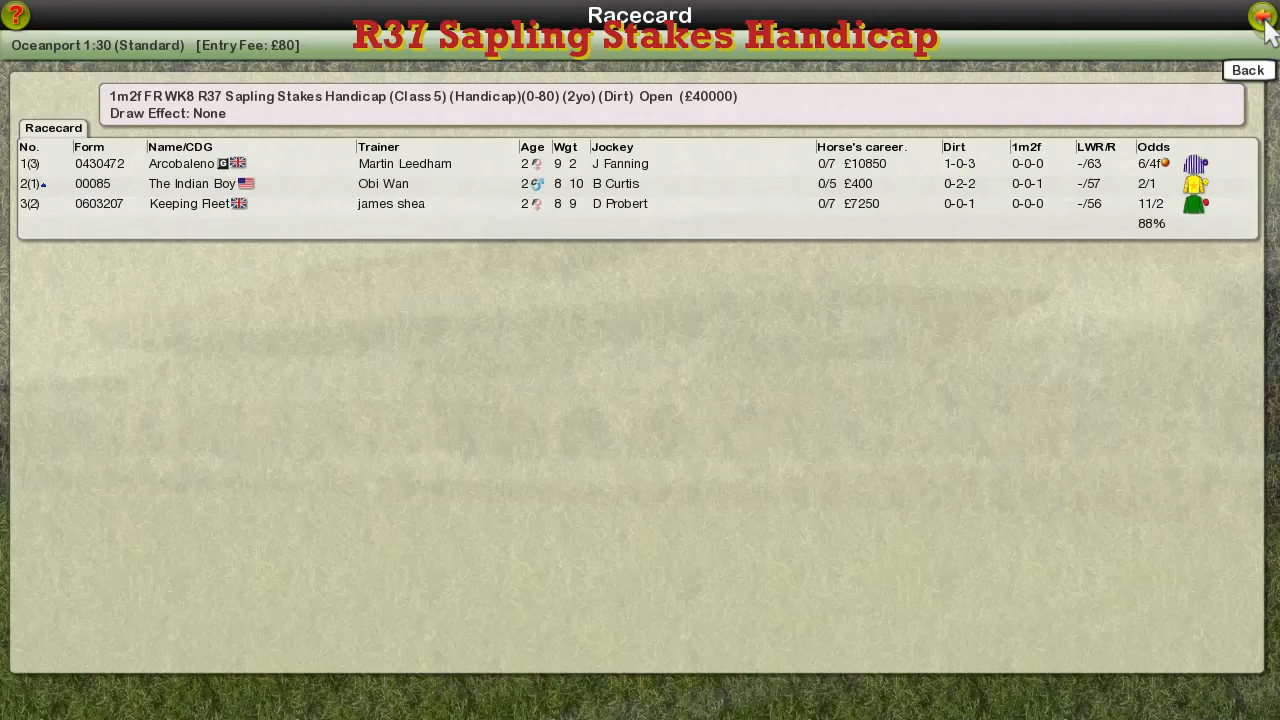 ?
Racecard
R37 Sapling Stakes Handicap
Oceanport 1:30 (Standard) [Entry Fee: £80]
Back
1m2f FR WK8 R37 Sapling Stakes Handicap (Class 5) (Handicap)(0-80) (2yo) (Dirt) Open (£40000)
Draw Effect: None
Racecard
No. Form Name/CDG Trainer Age Wgt Jockey Horse's career. Dirt 1m2f LWR/R Odds
1(3) 0430472 Arcobaleno G Martin Leedham 2 9 2 J Fanning 0/7 £10850 1-0-3 0-0-0 -/63 6/4f
2(1) 00085 The Indian Boy Obi Wan 2 8 10 B Curtis 0/5 £400 0-2-2 0-0-1 -/57 2/1
3(2) 0603207 Keeping Fleet james shea 2 8 9 D Probert 0/7 £7250 0-0-1 0-0-0 -/56 11/2
88%